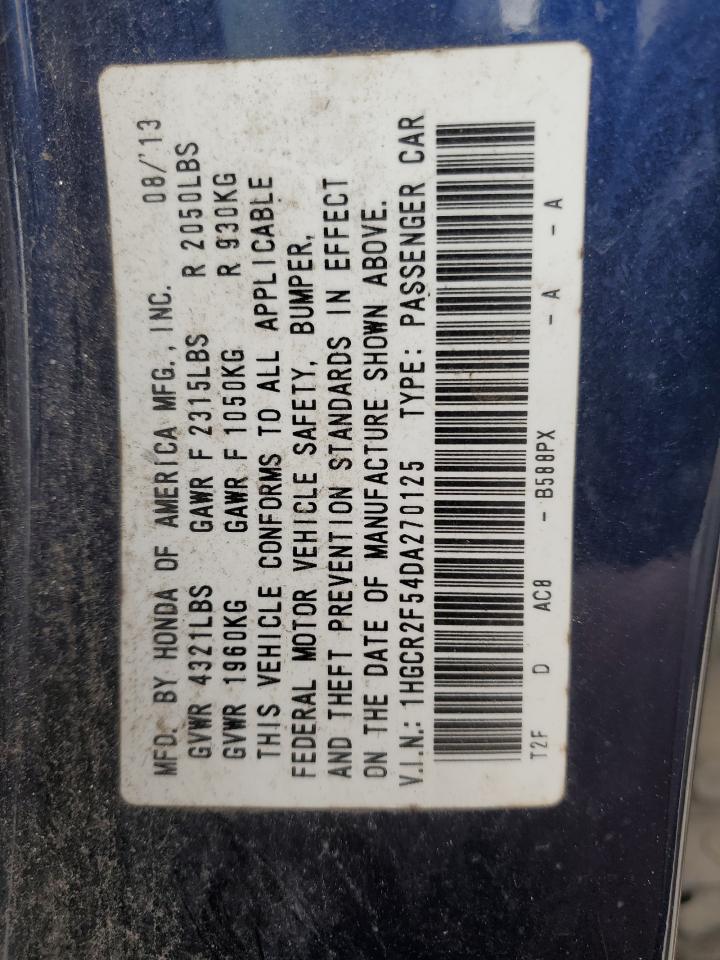 MFD. BY HONDA OF AMERICA MFG., INC. 08/'13
GVWR 4321LBS GAWR F 2315LBS R 2050LBS
GVWR 1960KG GAWR F 1050KG R 930KG
THIS VEHICLE CONFORMS TO ALL APPLICABLE
FEDERAL MOTOR VEHICLE SAFETY, BUMPER,
AND THEFT PREVENTION STANDARDS IN EFFECT
ON THE DATE OF MANUFACTURE SHOWN ABOVE.
V.I.N.: 1HGCR2F54DA270125 TYPE: PASSENGER CAR
T2F D AC8 - B588PX - A - A